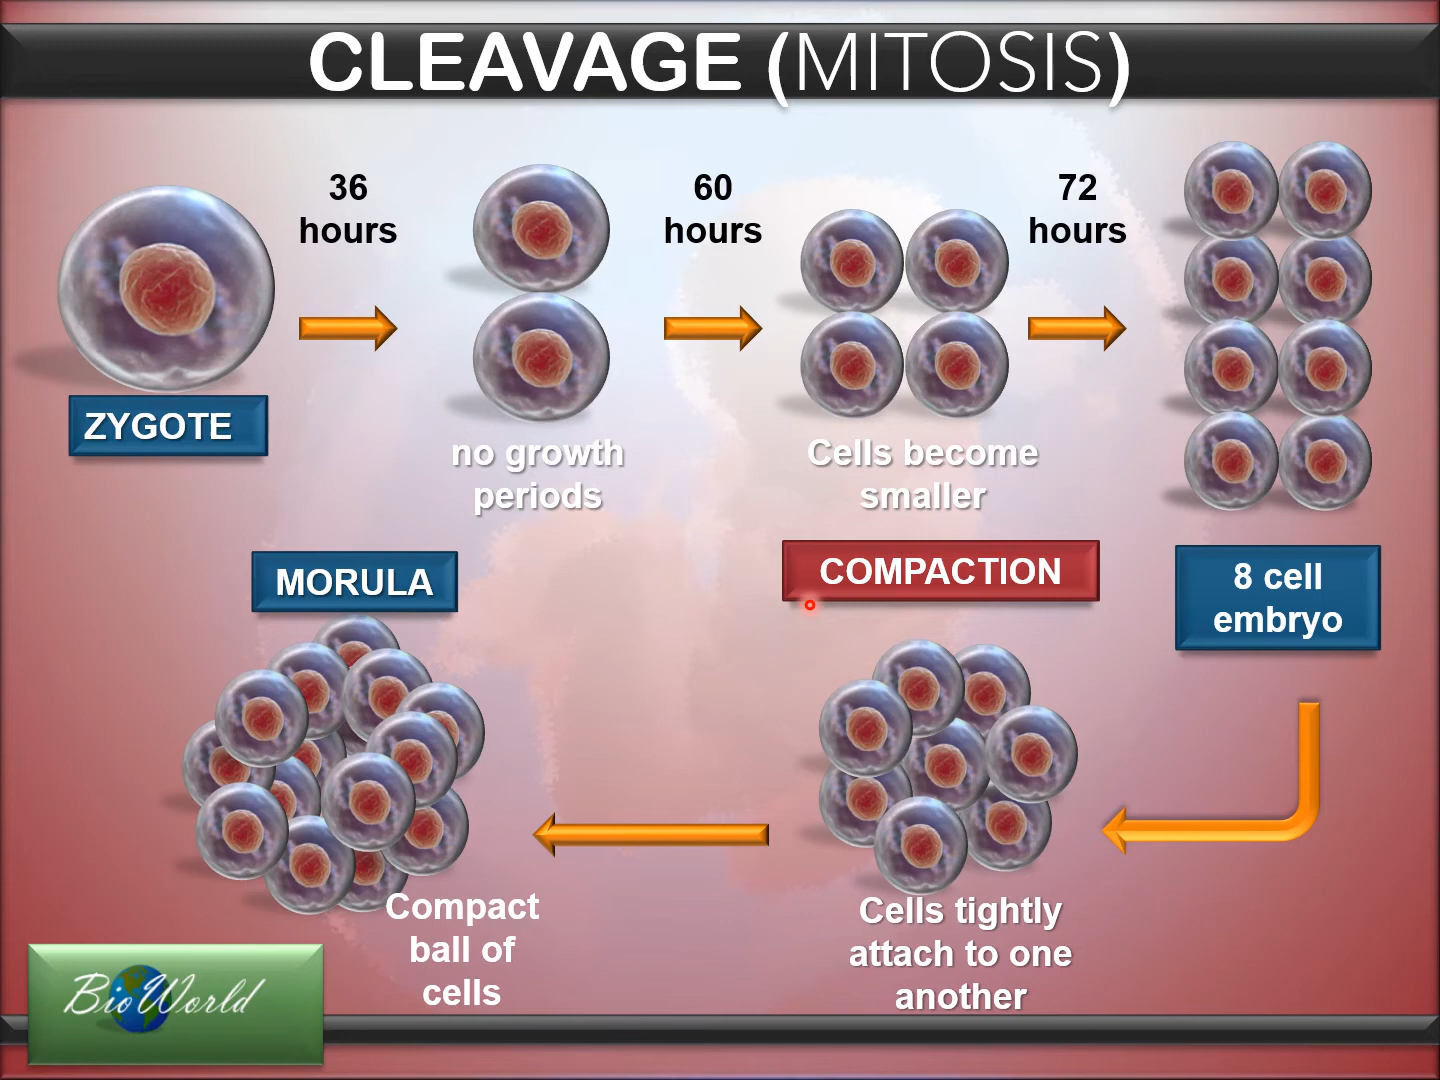 CLEAVAGE (MITOSIS)
36
hours
60
hours
72
hours
ZYGOTE
no growth
periods
Cells become
smaller
8 cell
embryo
COMPACTION
Cells tightly
attach to one
another
MORULA
Compact
ball of
cells
BioWorld